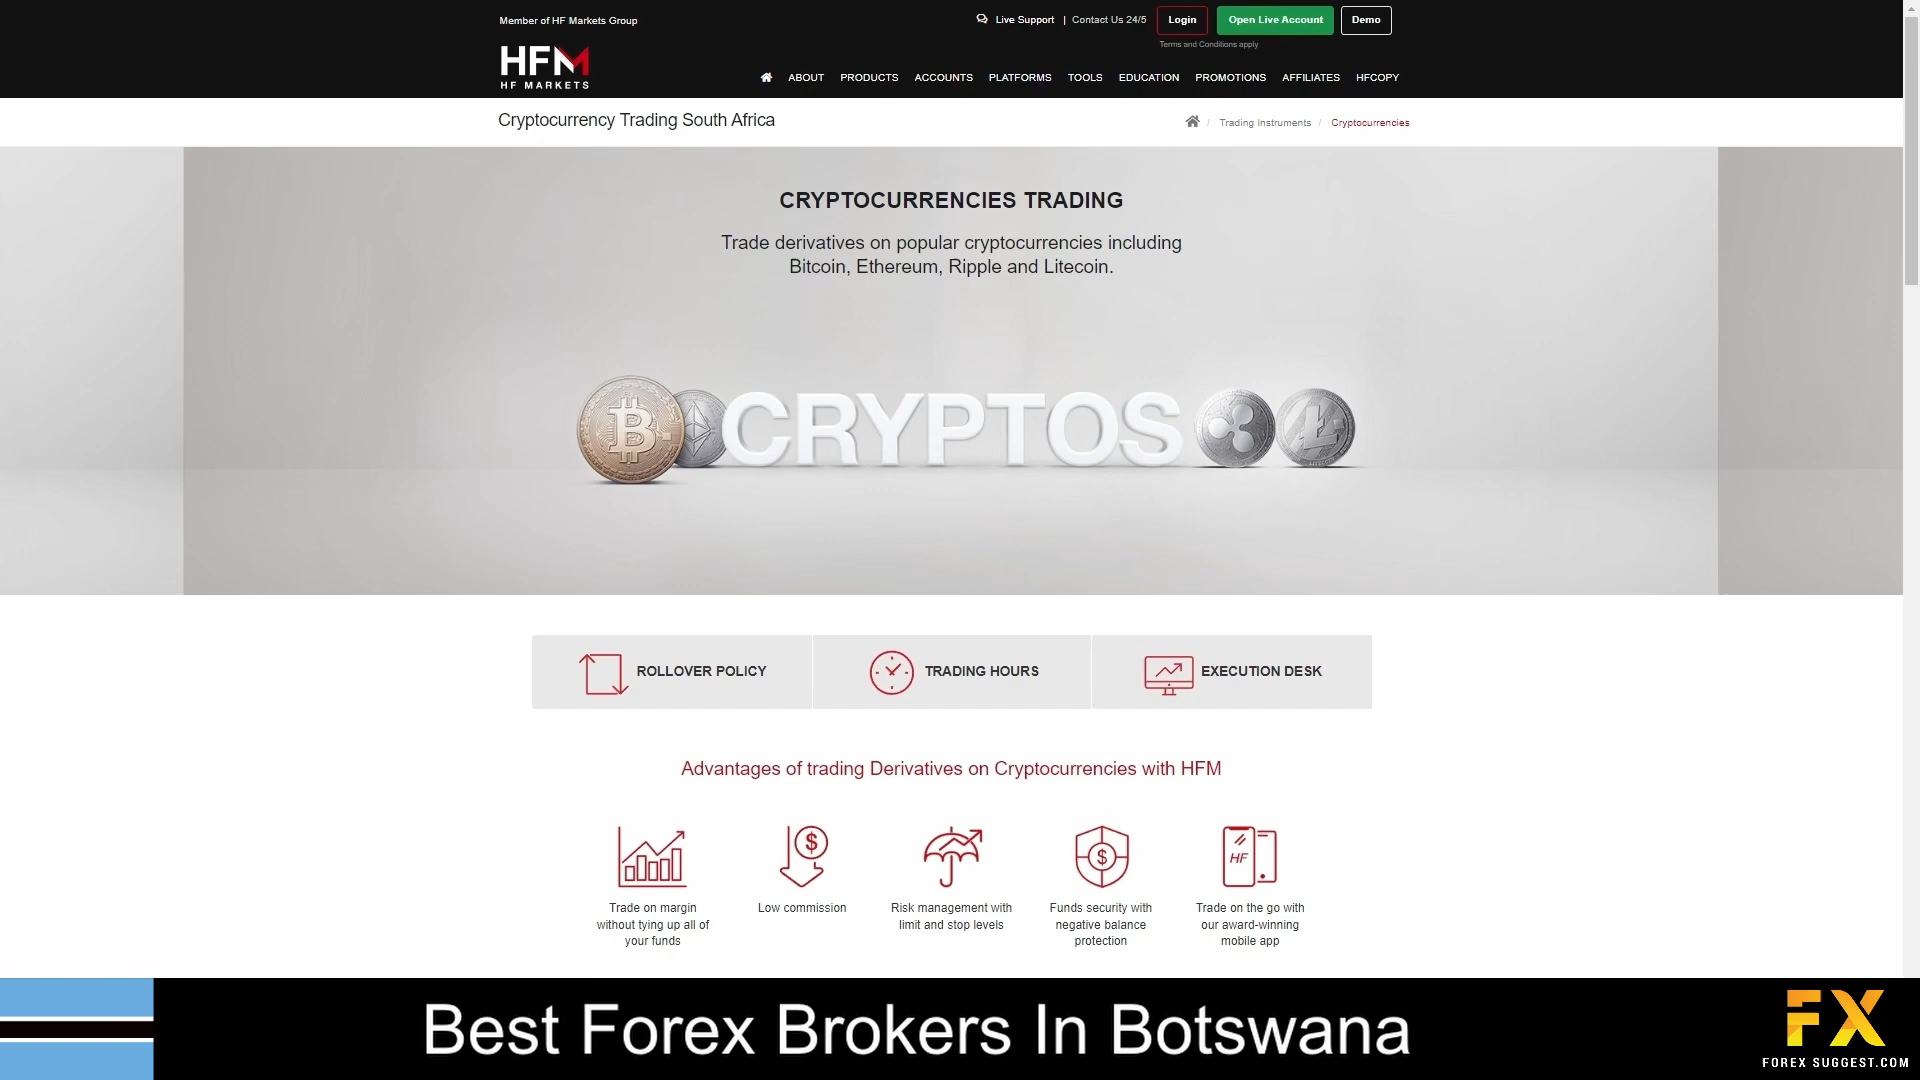 Member of HF Markets Group
Live Support | Contact Us 24/5
Login
Open Live Account
Demo
Terms and Conditions apply
HFM
HF MARKETS
ABOUT PRODUCTS ACCOUNTS PLATFORMS TOOLS EDUCATION PROMOTIONS AFFILIATES HFCOPY
Cryptocurrency Trading South Africa
/ Trading Instruments / Cryptocurrencies
CRYPTOCURRENCIES TRADING
Trade derivatives on popular cryptocurrencies including
Bitcoin, Ethereum, Ripple and Litecoin.
CRYPTOS
ROLLOVER POLICY
TRADING HOURS
EXECUTION DESK
Advantages of trading Derivatives on Cryptocurrencies with HFM
HF
Trade on margin
without tying up all of
your funds
Low commission
Risk management with
limit and stop levels
Funds security with
negative balance
protection
Trade on the go with
our award-winning
mobile app
Best Forex Brokers In Botswana
FX
FOREX SUGGEST.COM